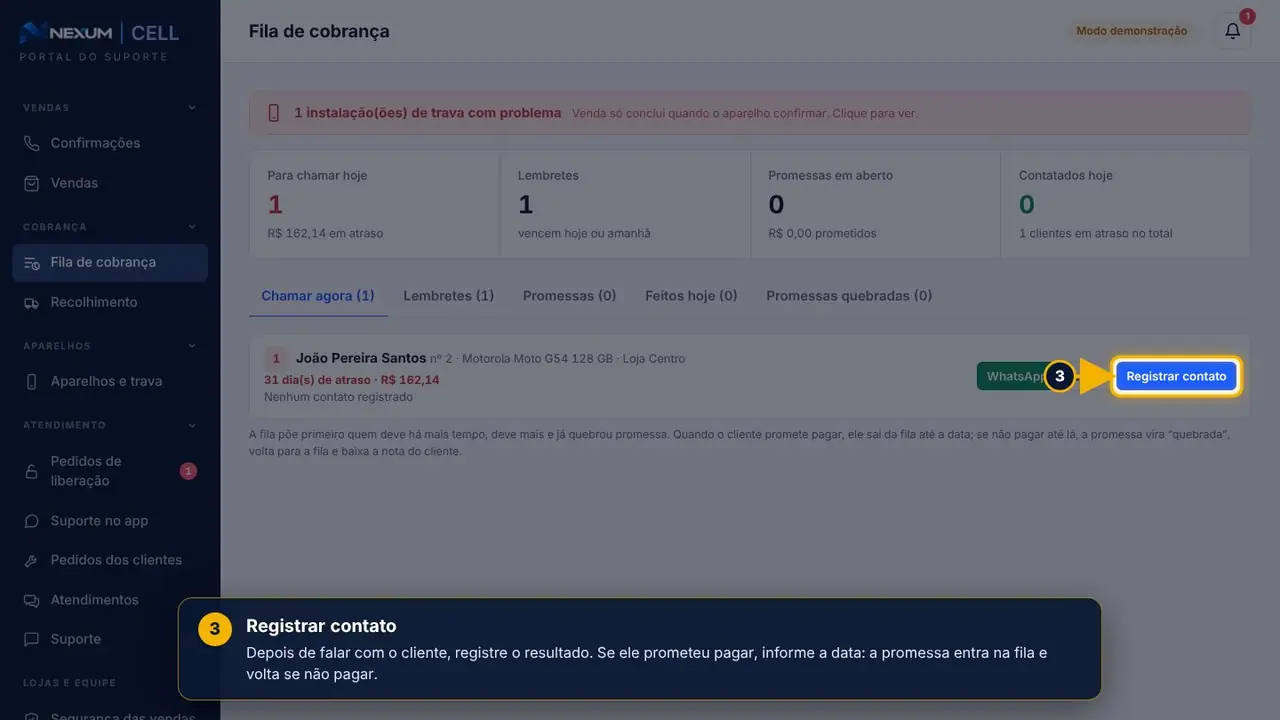 NEXUM | CELL
PORTAL DO SUPORTE
VENDAS
Confirmações
Vendas
COBRANÇA
Fila de cobrança
Recolhimento
APARELHOS
Aparelhos e trava
ATENDIMENTO
Pedidos de
liberação
1
Suporte no app
Pedidos dos clientes
Atendimentos
Suporte
LOJAS E EQUIPE
Segurança das vendas
Fila de cobrança
Modo demonstração
1
1 instalação(ões) de trava com problema Venda só conclui quando o aparelho confirmar. Clique para ver.
Para chamar hoje
1
R$ 162,14 em atraso
Lembretes
1
vencem hoje ou amanhã
Promessas em aberto
0
R$ 0,00 prometidos
Contatados hoje
0
1 clientes em atraso no total
Chamar agora (1) Lembretes (1) Promessas (0) Feitos hoje (0) Promessas quebradas (0)
1 João Pereira Santos nº 2 · Motorola Moto G54 128 GB · Loja Centro
31 dia(s) de atraso · R$ 162,14
Nenhum contato registrado
WhatsApp
3
Registrar contato
A fila põe primeiro quem deve há mais tempo, deve mais e já quebrou promessa. Quando o cliente promete pagar, ele sai da fila até a data; se não pagar até lá, a promessa vira “quebrada”,
volta para a fila e baixa a nota do cliente.
3
Registrar contato
Depois de falar com o cliente, registre o resultado. Se ele prometeu pagar, informe a data: a promessa entra na fila e
volta se não pagar.